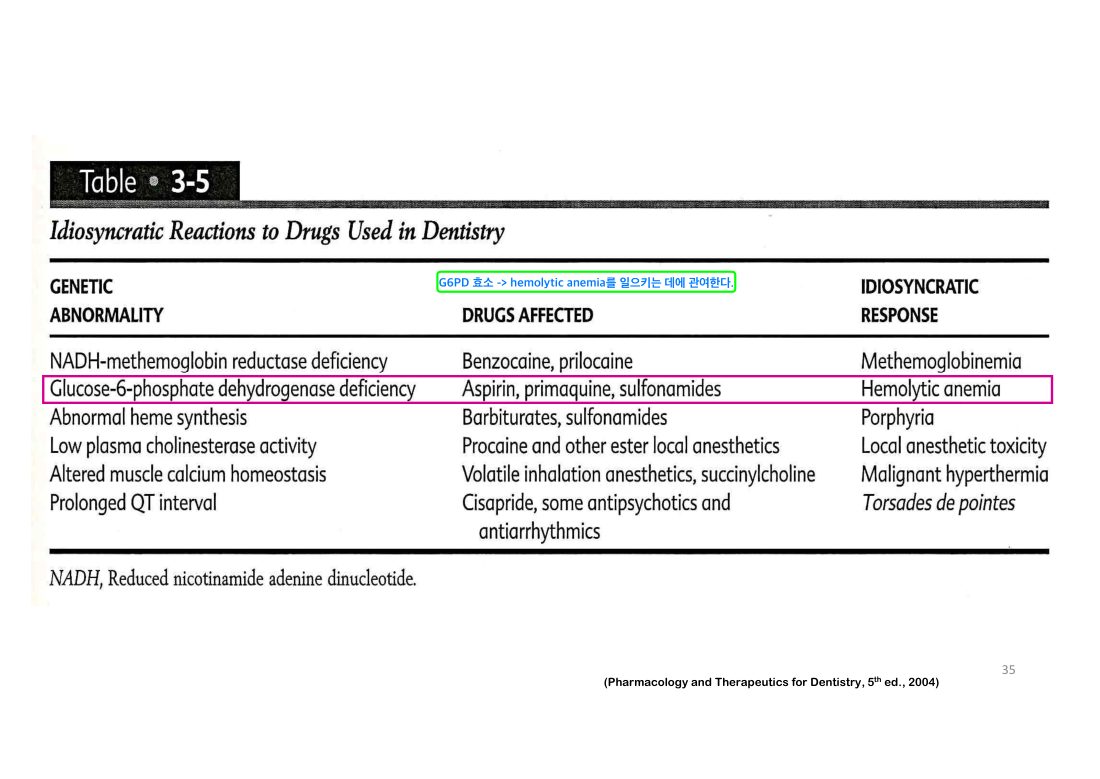 Table • 3-5
Idiosyncratic Reactions to Drugs Used in Dentistry
G6PD 효소 -> hemolytic anemia를 일으키는 데에 관여한다.
GENETIC ABNORMALITY DRUGS AFFECTED IDIOSYNCRATIC RESPONSE
NADH-methemoglobin reductase deficiency Benzocaine, prilocaine Methemoglobinemia
Glucose-6-phosphate dehydrogenase deficiency Aspirin, primaquine, sulfonamides Hemolytic anemia
Abnormal heme synthesis Barbiturates, sulfonamides Porphyria
Low plasma cholinesterase activity Procaine and other ester local anesthetics Local anesthetic toxicity
Altered muscle calcium homeostasis Volatile inhalation anesthetics, succinylcholine Malignant hyperthermia
Prolonged QT interval Cisapride, some antipsychotics and Torsades de pointes
antiarrhythmics
NADH, Reduced nicotinamide adenine dinucleotide.
35
(Pharmacology and Therapeutics for Dentistry, 5th ed., 2004)